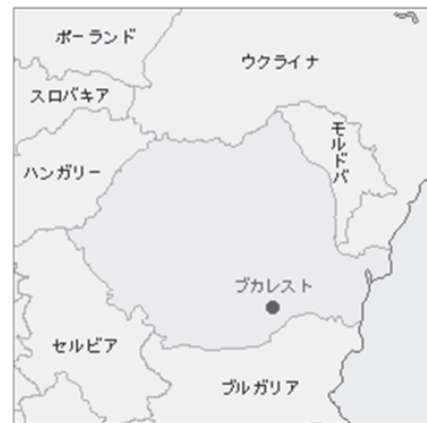 ポーランド
ウクライナ
スロバキア
モルドバ
ハンガリー
ブカレスト
セルビア
ブルガリア